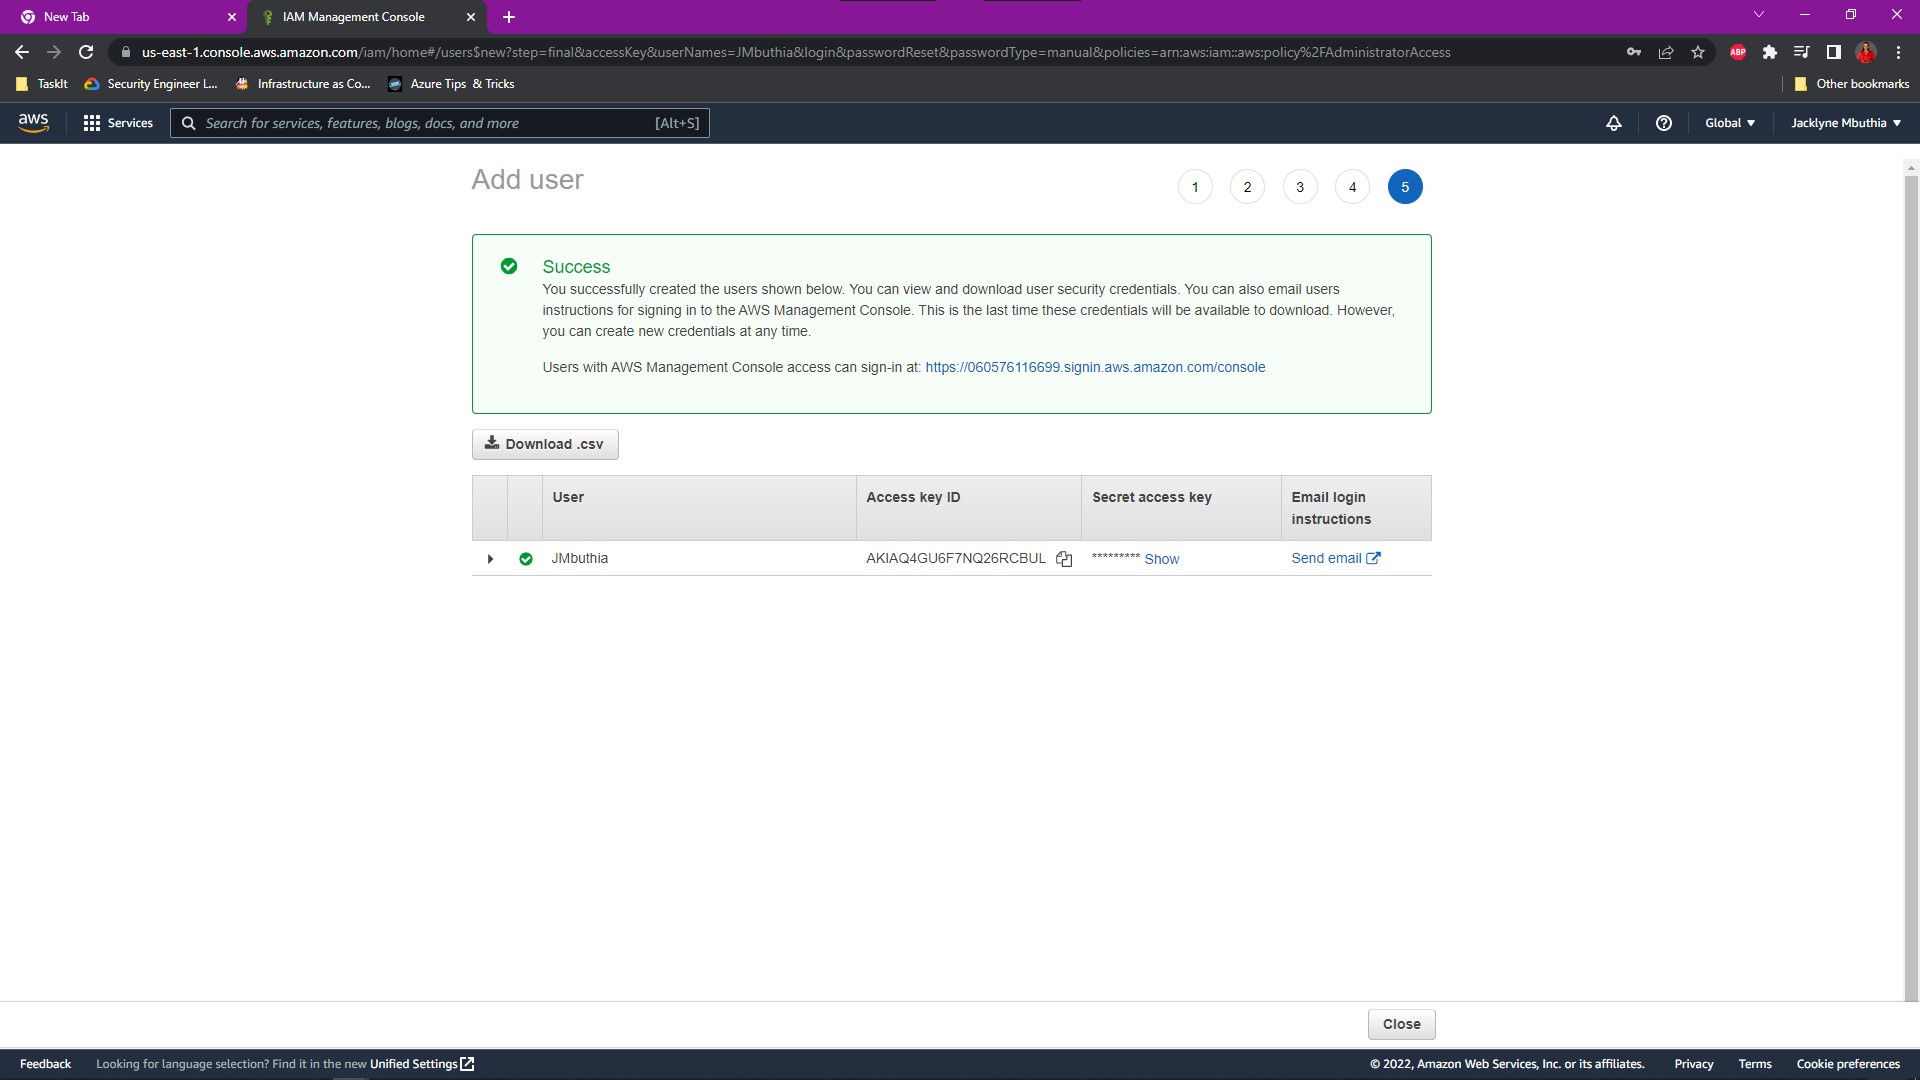 New Tab
IAM Management Console
us-east-1.console.aws.amazon.com/iam/home#/users$new?step=final&accessKey&userNames=JMbuthia&login&passwordReset&passwordType=manual&policies=arn:aws:iam::aws:policy%2FAdministratorAccess
ABP
TaskIt
Security Engineer L...
Infrastructure as Co...
Azure Tips & Tricks
Other bookmarks
aws
Services
Search for services, features, blogs, docs, and more
[Alt+S]
Global
Jacklyne Mbuthia
Add user
1 2 3 4 5
Success
You successfully created the users shown below. You can view and download user security credentials. You can also email users
instructions for signing in to the AWS Management Console. This is the last time these credentials will be available to download. However,
you can create new credentials at any time.
Users with AWS Management Console access can sign-in at: https://060576116699.signin.aws.amazon.com/console
Download .csv
User
Access key ID
Secret access key
Email login
instructions
JMbuthia
AKIAQ4GU6F7NQ26RCBUL
********* Show
Send email
Close
Feedback
Looking for language selection? Find it in the new Unified Settings
© 2022, Amazon Web Services, Inc. or its affiliates.
Privacy
Terms
Cookie preferences